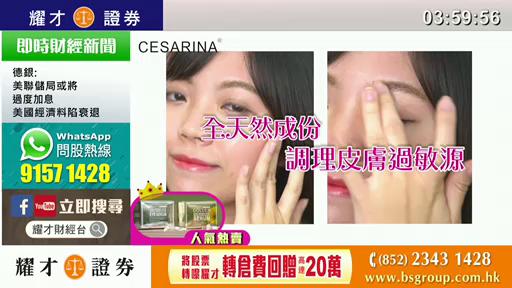 耀才 證券
03:59:56
即時財經新聞
德銀:
美聯儲局或將
過度加息
美國經濟料陷衰退
WhatsApp
問股熱線
9157 1428
f YouTube 立即搜尋
耀才財經台
CESARINA®
全天然成份
調理皮膚過敏源
人氣熱賣
耀才 證券
將股票
轉嚟耀才
轉倉費回贈
高達
20萬
(852) 2343 1428
www.bsgroup.com.hk